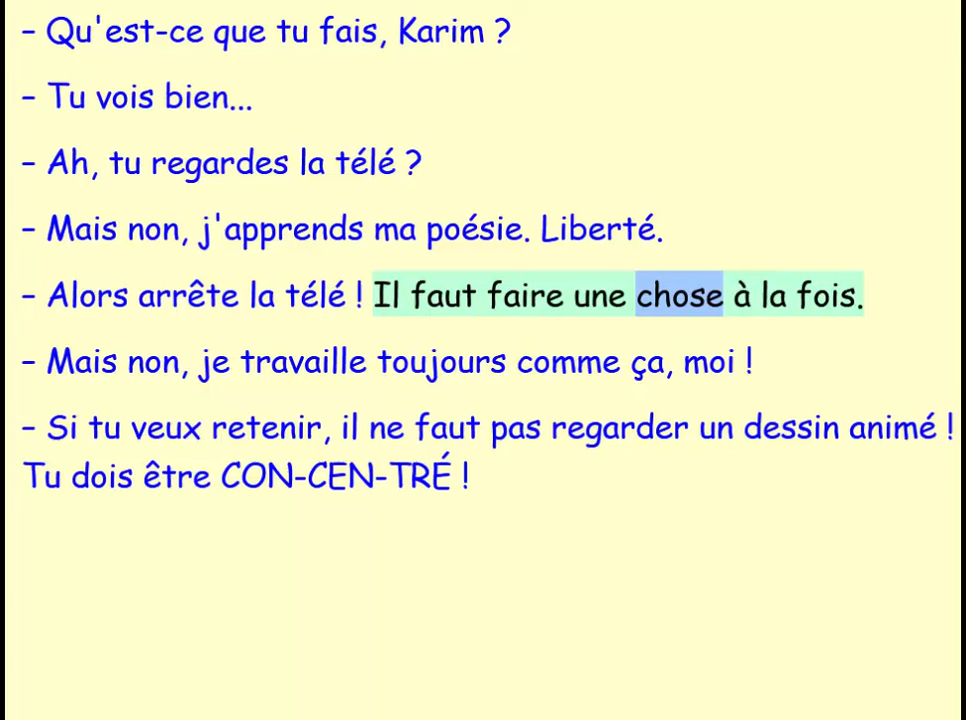 – Qu'est-ce que tu fais, Karim ?
– Tu vois bien...
– Ah, tu regardes la télé ?
– Mais non, j'apprends ma poésie. Liberté.
– Alors arrête la télé ! Il faut faire une chose à la fois.
– Mais non, je travaille toujours comme ça, moi !
– Si tu veux retenir, il ne faut pas regarder un dessin animé !
Tu dois être CON-CEN-TRÉ !